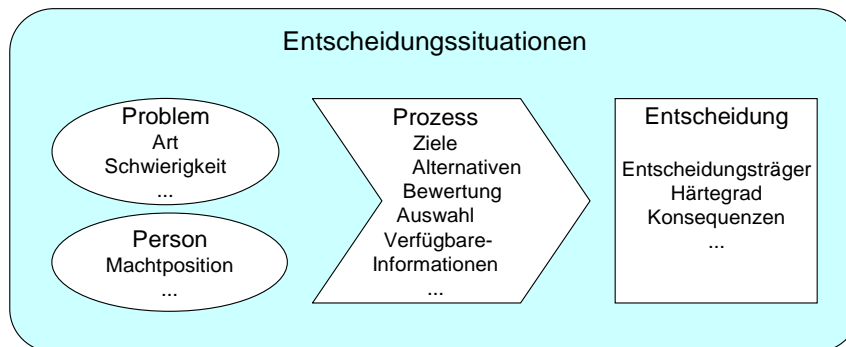 Entscheidungssituationen
Problem
Art
Schwierigkeit
...
Person
Machtposition
...
Prozess
Ziele
Alternativen
Bewertung
Auswahl
Verfügbare-
Informationen
...
Entscheidung
Entscheidungsträger
Härtegrad
Konsequenzen
...